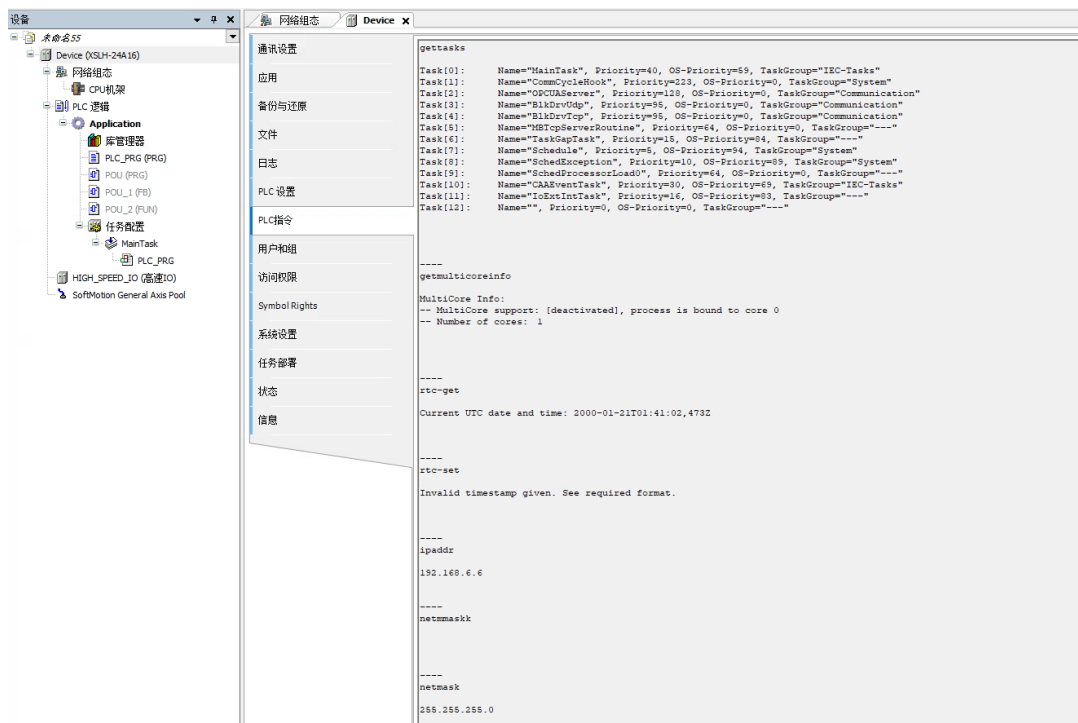 设备
未命名55
Device (XSLH-24A16)
网络组态
CPU机架
PLC 逻辑
Application
库管理器
PLC_PRG (PRG)
POU (PRG)
POU_1 (FB)
POU_2 (FUN)
任务配置
MainTask
PLC_PRG
HIGH_SPEED_IO (高速IO)
SoftMotion General Axis Pool
网络组态
Device
通讯设置
应用
备份与还原
文件
日志
PLC 设置
PLC指令
用户和组
访问权限
Symbol Rights
系统设置
任务部署
状态
信息
gettasks
Task[0]: Name="MainTask", Priority=40, OS-Priority=59, TaskGroup="IEC-Tasks"
Task[1]: Name="CommCycleHook", Priority=223, OS-Priority=0, TaskGroup="System"
Task[2]: Name="OPCUAServer", Priority=128, OS-Priority=0, TaskGroup="Communication"
Task[3]: Name="BlkDrvUdp", Priority=95, OS-Priority=0, TaskGroup="Communication"
Task[4]: Name="BlkDrvTcp", Priority=95, OS-Priority=0, TaskGroup="Communication"
Task[5]: Name="MBTcpServerRoutine", Priority=64, OS-Priority=0, TaskGroup="---"
Task[6]: Name="TaskGapTask", Priority=15, OS-Priority=84, TaskGroup="---"
Task[7]: Name="Schedule", Priority=5, OS-Priority=94, TaskGroup="System"
Task[8]: Name="SchedException", Priority=10, OS-Priority=89, TaskGroup="System"
Task[9]: Name="SchedProcessorLoad0", Priority=64, OS-Priority=0, TaskGroup="---"
Task[10]: Name="CAAEventTask", Priority=30, OS-Priority=69, TaskGroup="IEC-Tasks"
Task[11]: Name="IoExtIntTask", Priority=16, OS-Priority=83, TaskGroup="---"
Task[12]: Name="", Priority=0, OS-Priority=0, TaskGroup="---"
----
getmulticoreinfo
MultiCore Info:
-- MultiCore support: [deactivated], process is bound to core 0
-- Number of cores: 1
----
rtc-get
Current UTC date and time: 2000-01-21T01:41:02,473Z
----
rtc-set
Invalid timestamp given. See required format.
----
ipaddr
192.168.6.6
----
netmmaskk
----
netmask
255.255.255.0